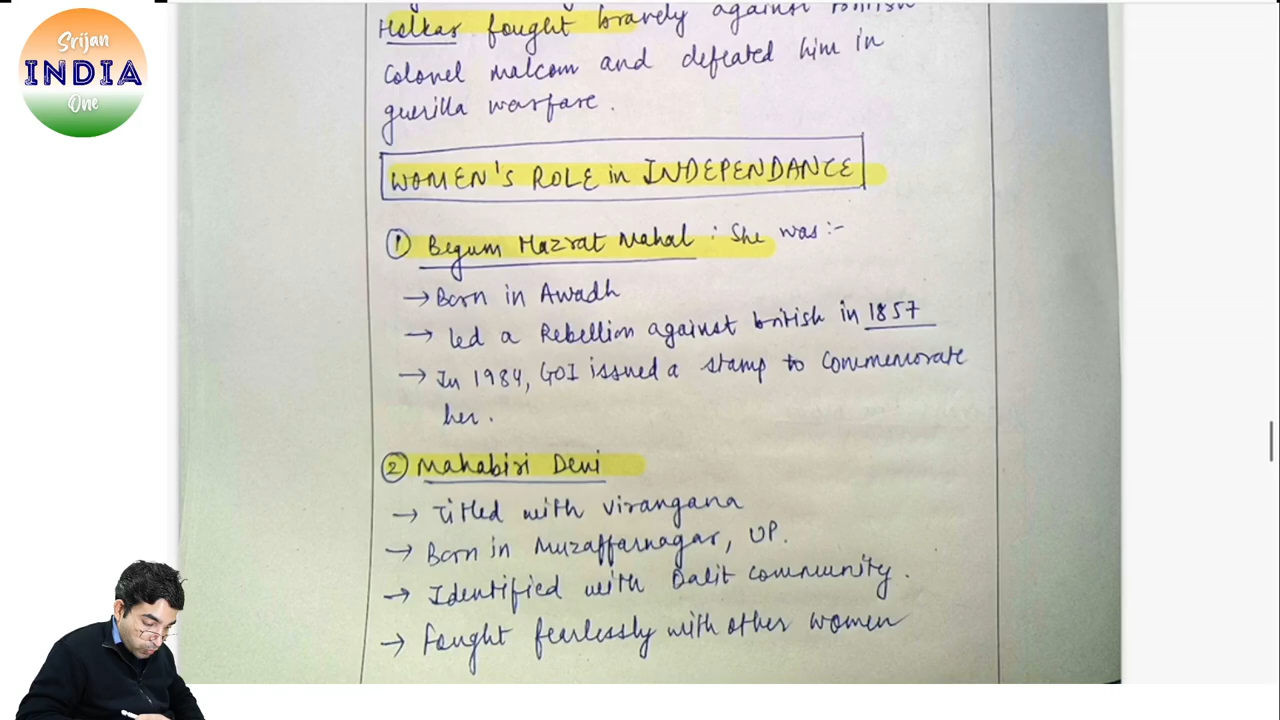 Srijan
INDIA
One
Holkar fought bravely against British
Colonel Malcom and defeated him in
guerilla warfare.
WOMEN'S ROLE in INDEPENDANCE
① Begum Hazrat Mahal : She was :-
→ Born in Awadh
→ led a Rebellion against british in 1857
→ In 1984, GOI issued a stamp to Commemorate
her.
② Mahabiri Devi
→ Titled with virangana
→ Born in Muzaffarnagar, UP.
→ Identified with Dalit community.
→ Fought fearlessly with other women